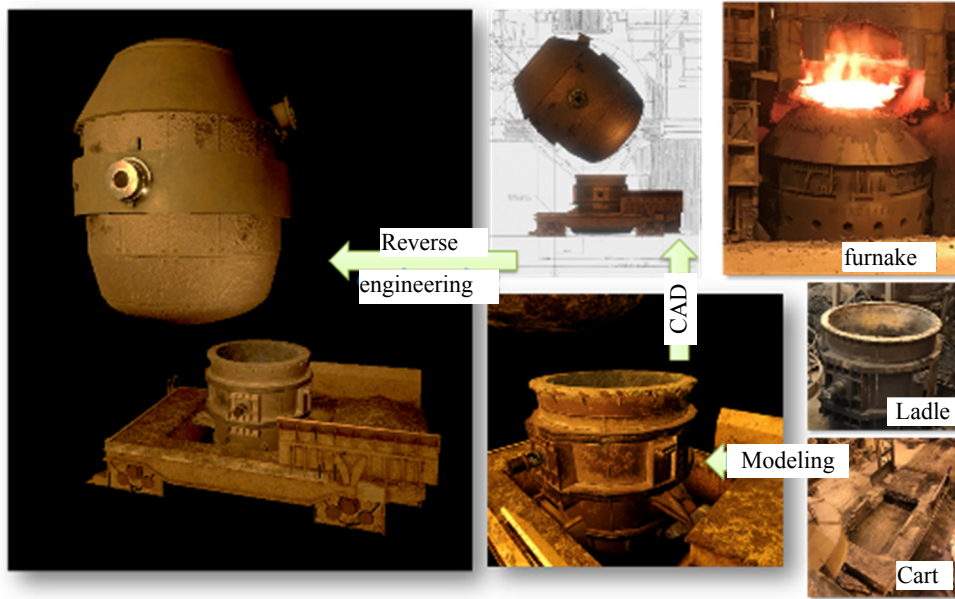 furnake
Reverse
engineering
CAD
Ladle
Modeling
Cart